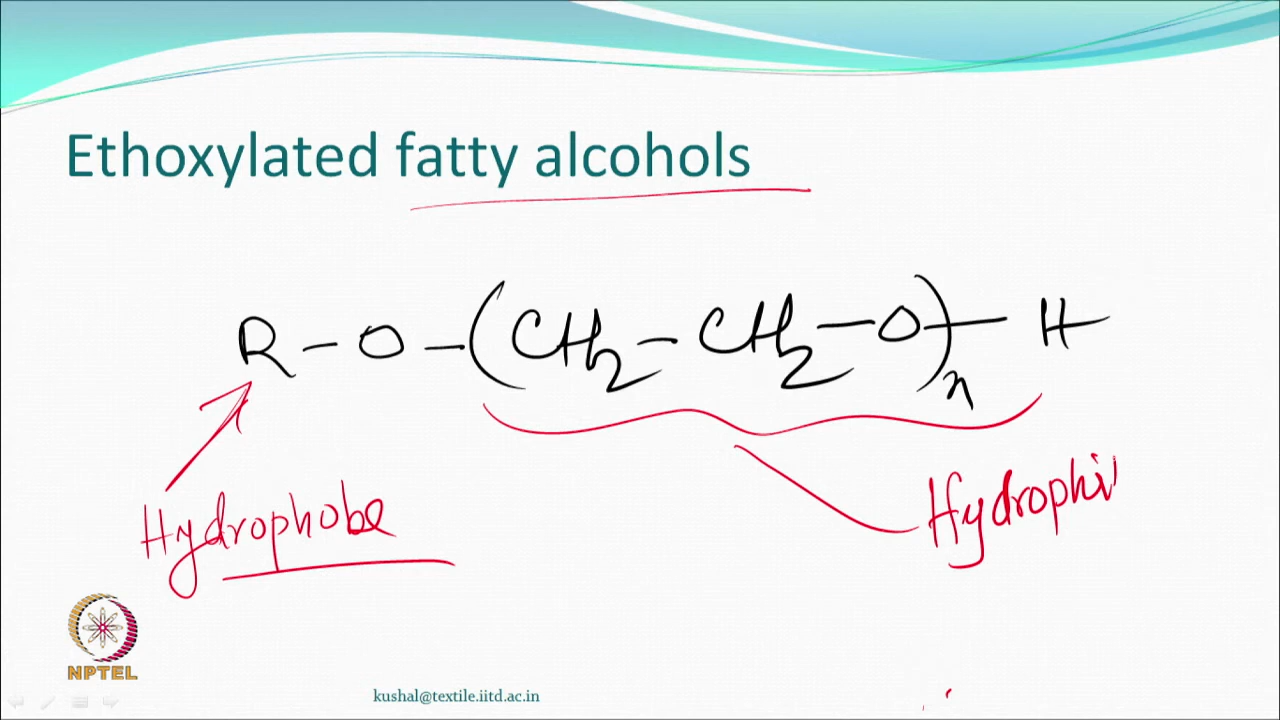 Ethoxylated fatty alcohols
R-O-(CH2-CH2-O)n-H
Hydrophobe
Hydrophi
NPTEL
kushal@textile.iitd.ac.in